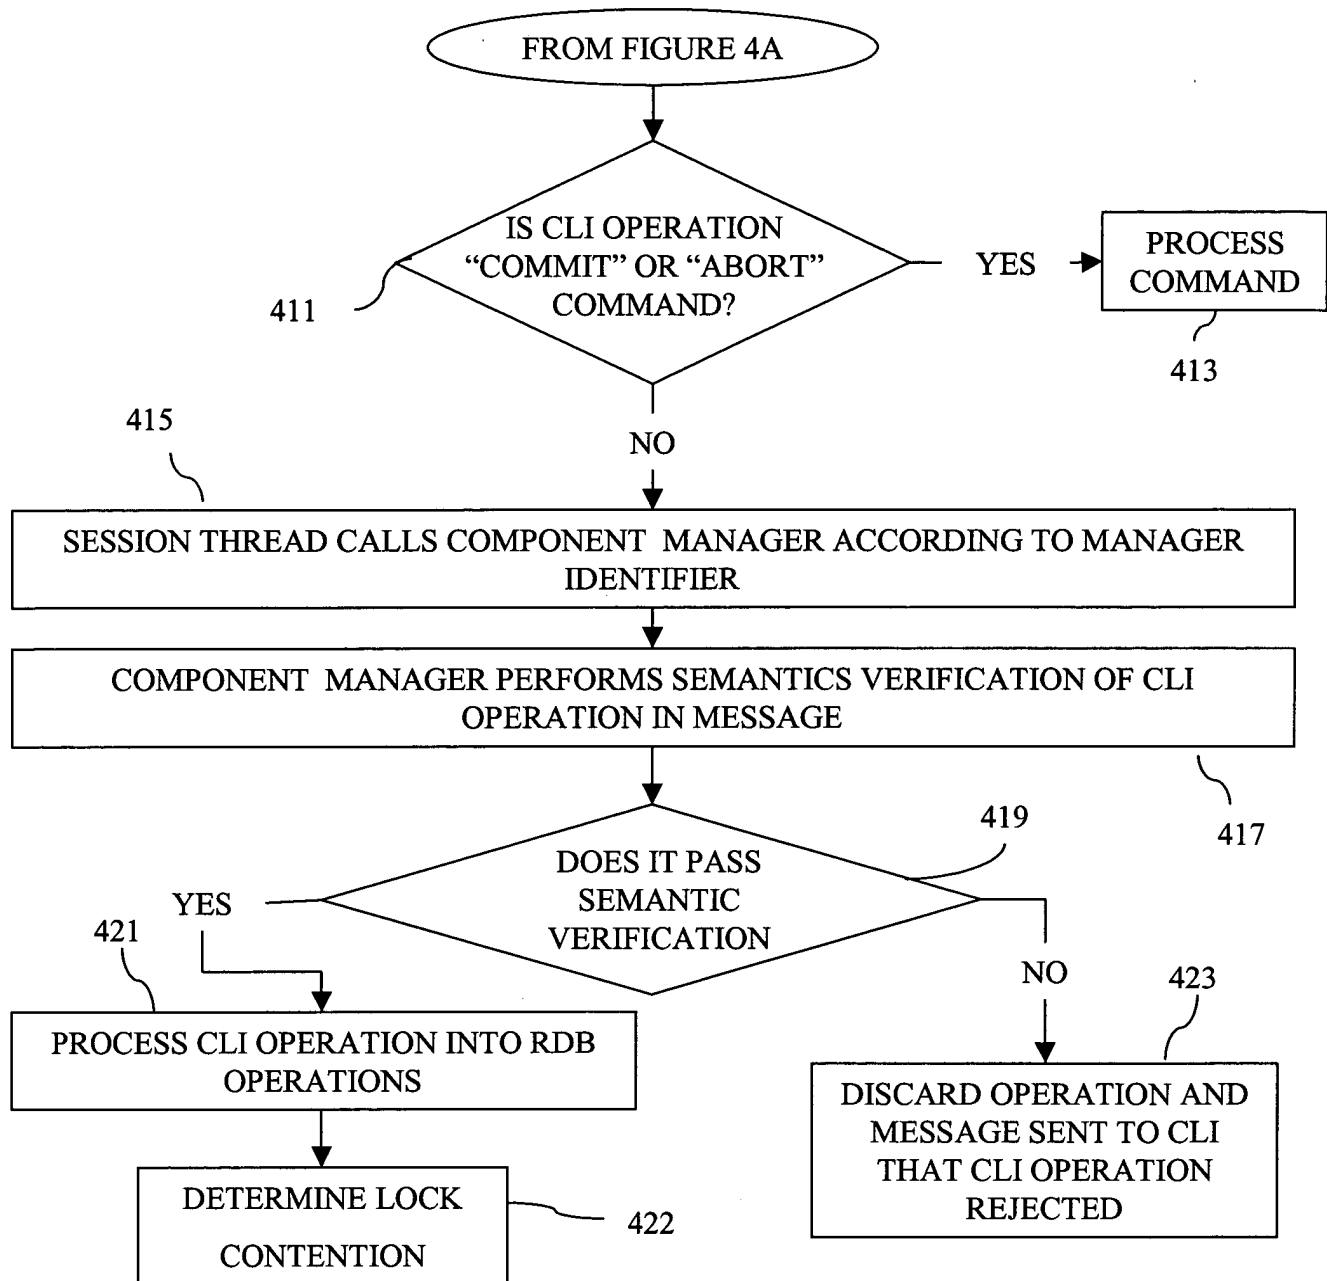 FROM FIGURE 4A
IS CLI OPERATION
“COMMIT” OR “ABORT”
COMMAND?
411
YES
PROCESS
COMMAND
413
NO
415
SESSION THREAD CALLS COMPONENT MANAGER ACCORDING TO MANAGER
IDENTIFIER
COMPONENT MANAGER PERFORMS SEMANTICS VERIFICATION OF CLI
OPERATION IN MESSAGE
417
DOES IT PASS
SEMANTIC
VERIFICATION
419
YES
421
PROCESS CLI OPERATION INTO RDB
OPERATIONS
DETERMINE LOCK
CONTENTION
422
NO
423
DISCARD OPERATION AND
MESSAGE SENT TO CLI
THAT CLI OPERATION
REJECTED